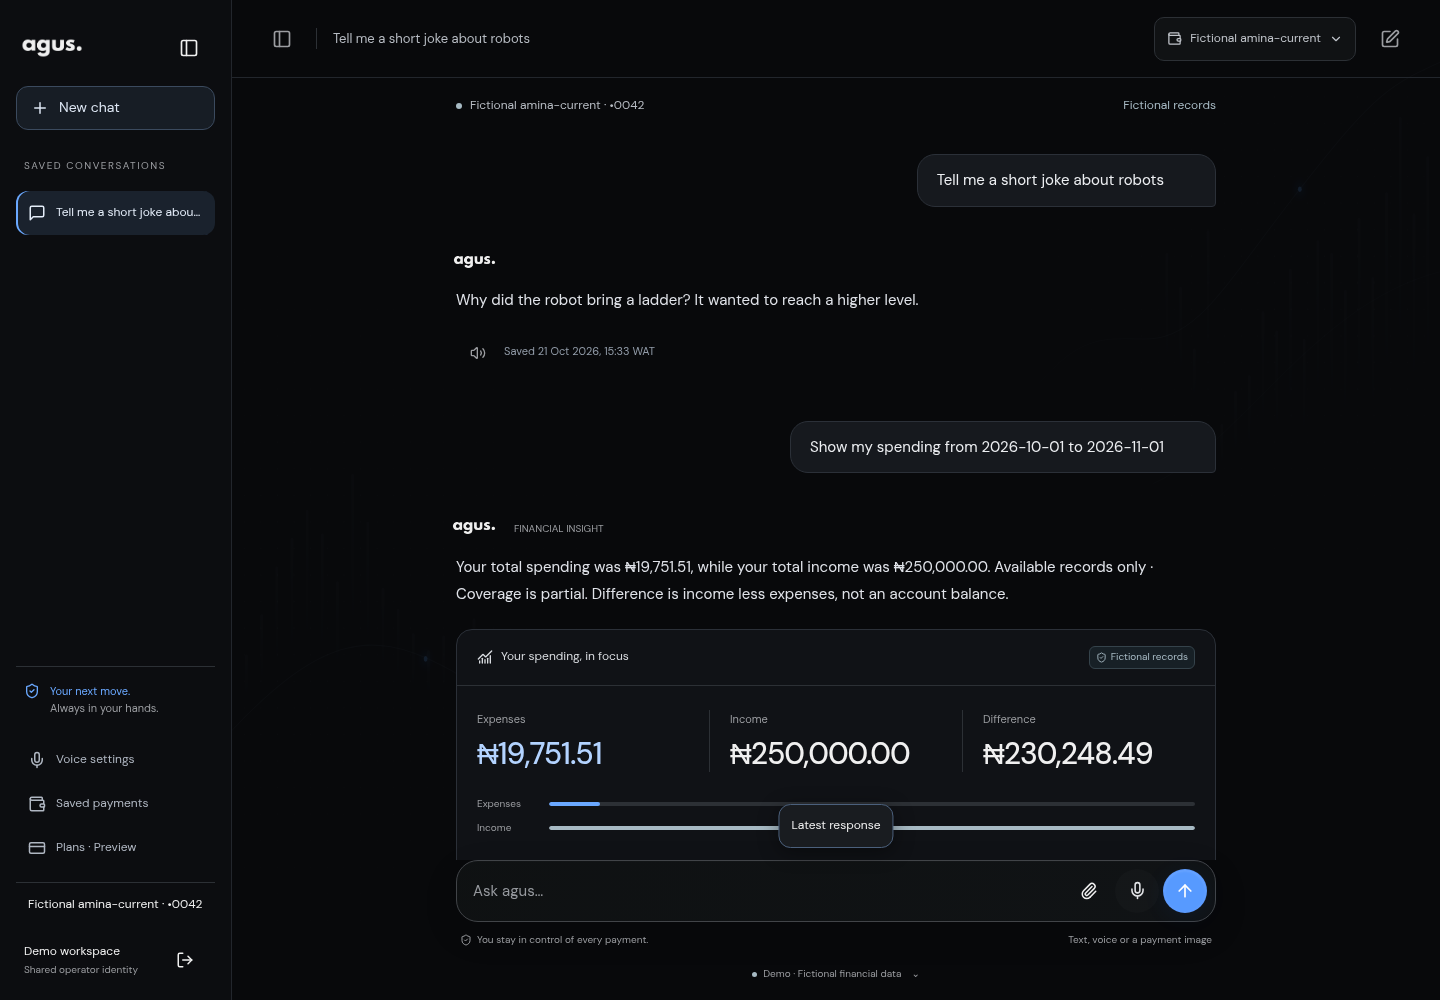 agus.
New chat
SAVED CONVERSATIONS
Tell me a short joke abou...
Your next move.
Always in your hands.
Voice settings
Saved payments
Plans · Preview
Fictional amina-current · •0042
Demo workspace
Shared operator identity
Tell me a short joke about robots
Fictional amina-current
Fictional amina-current · •0042
Fictional records
Tell me a short joke about robots
agus.
Why did the robot bring a ladder? It wanted to reach a higher level.
Saved 21 Oct 2026, 15:33 WAT
Show my spending from 2026-10-01 to 2026-11-01
agus. FINANCIAL INSIGHT
Your total spending was ₦19,751.51, while your total income was ₦250,000.00. Available records only ·
Coverage is partial. Difference is income less expenses, not an account balance.
Your spending, in focus
Fictional records
Expenses
₦19,751.51
Income
₦250,000.00
Difference
₦230,248.49
Expenses
Income
Latest response
Ask agus...
You stay in control of every payment.
Text, voice or a payment image
Demo · Fictional financial data